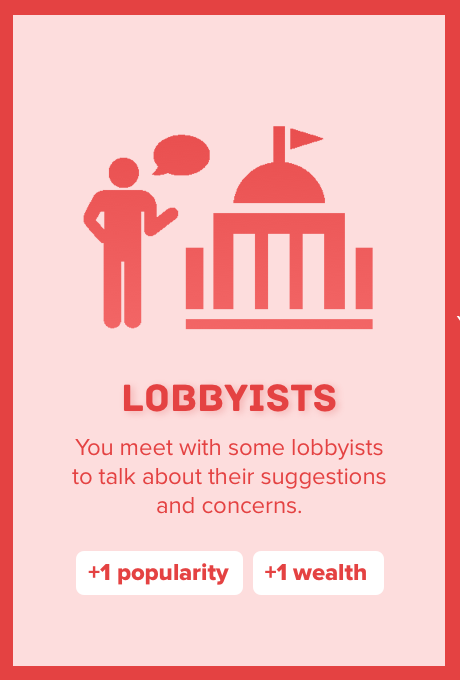 LOBBYISTS
You meet with some lobbyists
to talk about their suggestions
and concerns.
+1 popularity +1 wealth